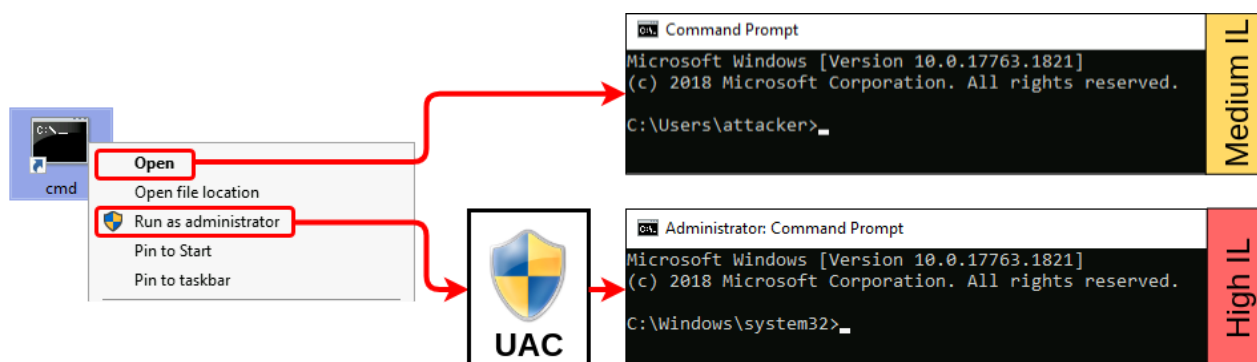 C:\_
cmd
Open
Open file location
Run as administrator
Pin to Start
Pin to taskbar
UAC
Command Prompt
Microsoft Windows [Version 10.0.17763.1821]
(c) 2018 Microsoft Corporation. All rights reserved.
C:\Users\attacker>_
Medium IL
Administrator: Command Prompt
Microsoft Windows [Version 10.0.17763.1821]
(c) 2018 Microsoft Corporation. All rights reserved.
C:\Windows\system32>_
High IL